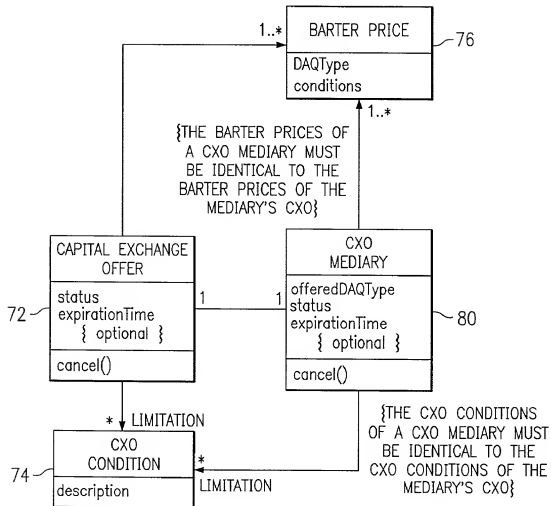 BARTER PRICE
76
1..*
DAQType
conditions
1..*
{THE BARTER PRICES OF
A CXO MEDIARY MUST
BE IDENTICAL TO THE
BARTER PRICES OF THE
MEDIARY'S CXO}
CAPITAL EXCHANGE
OFFER
status
expirationTime
{ optional }
cancel()
72
1
1
CXO
MEDIARY
offeredDAQType
status
expirationTime
{ optional }
cancel()
80
* LIMITATION
CXO
CONDITION
description
74
*
LIMITATION
{THE CXO CONDITIONS
OF A CXO MEDIARY MUST
BE IDENTICAL TO THE
CXO CONDITIONS OF THE
MEDIARY'S CXO}